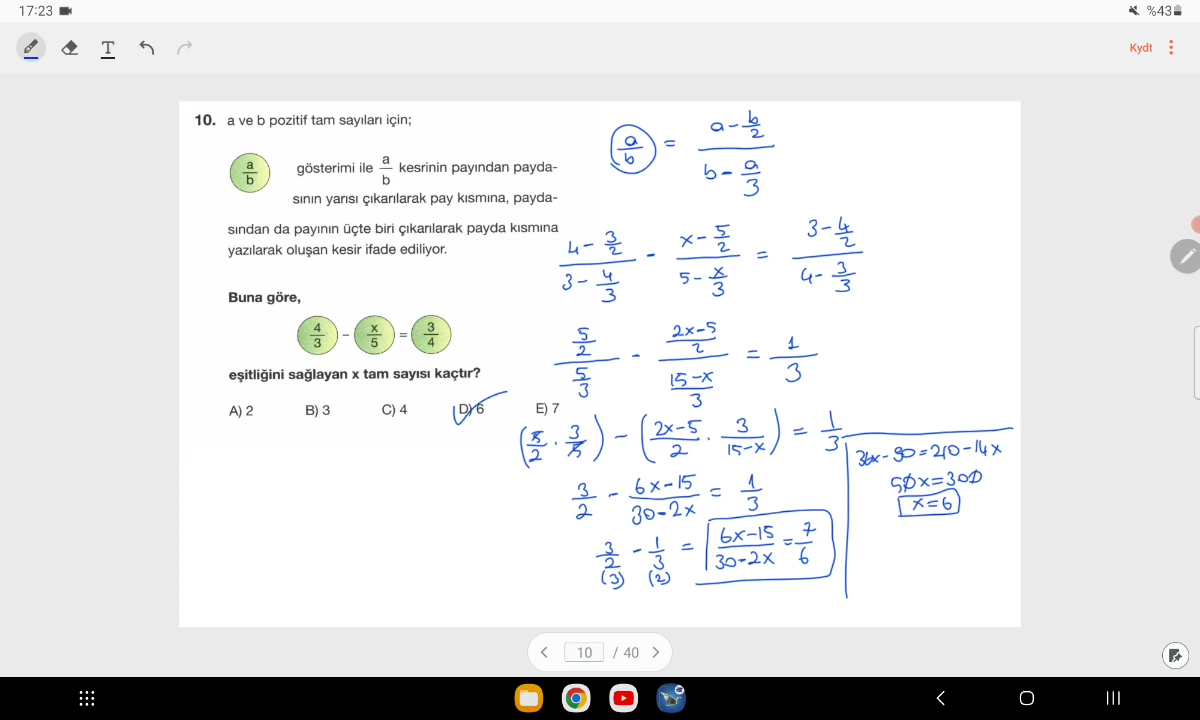 17:23
%43
T
Kydt
10. a ve b pozitif tam sayıları için;
a/b gösterimi ile a/b kesrinin payından payda-
sının yarısı çıkarılarak pay kısmına, payda-
sından da payının üçte biri çıkarılarak payda kısmına
yazılarak oluşan kesir ifade ediliyor.
Buna göre,
4/3 - x/5 = 3/4
eşitliğini sağlayan x tam sayısı kaçtır?
A) 2 B) 3 C) 4 D) 6 E) 7
a/b = (a - b/2)/(b - a/3)
(4 - 3/2)/(3 - 4/3) - (x - 5/2)/(5 - x/3) = (3 - 4/2)/(4 - 3/3)
(5/2)/(5/3) - ((2x-5)/2)/((15-x)/3) = 1/3
(5/2 · 3/5) - ((2x-5)/2 · 3/(15-x)) = 1/3
3/2 - (6x-15)/(30-2x) = 1/3
3/2 - 1/3 = (6x-15)/(30-2x) = 7/6
(3) (2)
36x-90=210-14x
50x=300
x=6
10 / 40